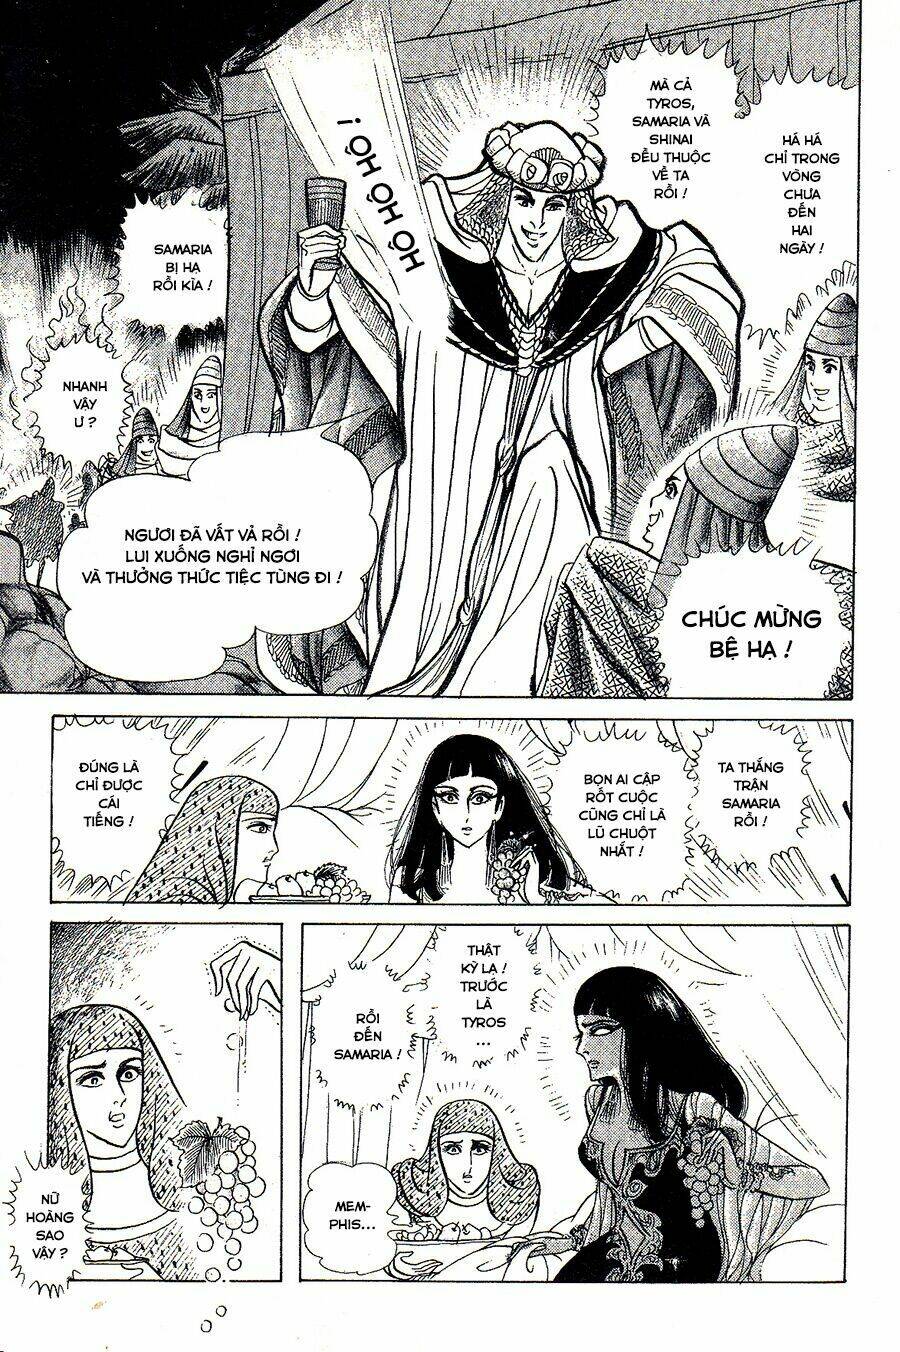 HÁ HÁ
CHỈ TRONG
VÒNG
CHƯA
ĐẾN
HAI
NGÀY !
MÀ CẢ
TYROS,
SAMARIA VÀ
SHINAI
ĐỀU THUỘC
VỀ TA
RỒI !
HỌ HỌ HỌ !
SAMARIA
BỊ HẠ
RỒI KÌA !
NHANH
VẬY
Ư ?
NGƯƠI ĐÃ VẤT VẢ RỒI !
LUI XUỐNG NGHỈ NGƠI
VÀ THƯỞNG THỨC TIỆC TÙNG ĐI !
CHÚC MỪNG
BỆ HẠ !
TA THẮNG
TRẬN
SAMARIA
RỒI !
BỌN AI CẬP
RỐT CUỘC
CŨNG CHỈ LÀ
LŨ CHUỘT
NHẮT !
ĐÚNG LÀ
CHỈ ĐƯỢC
CÁI
TIẾNG !
THẬT
KỲ LẠ !
TRƯỚC
LÀ
TYROS
...
RỒI
ĐẾN
SAMARIA !
MEM-
PHIS...
NỮ
HOÀNG
SAO
VẬY ?